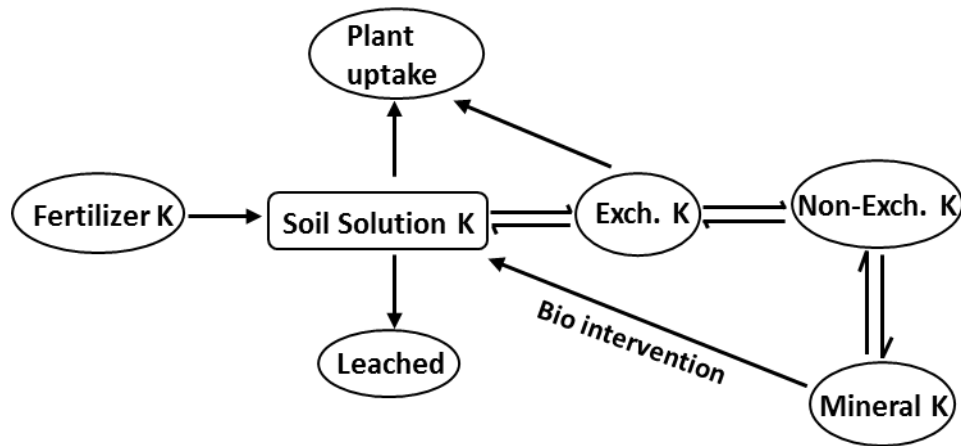 Plant
uptake
Fertilizer K
Soil Solution K
Exch. K
Non-Exch. K
Bio intervention
Leached
Mineral K